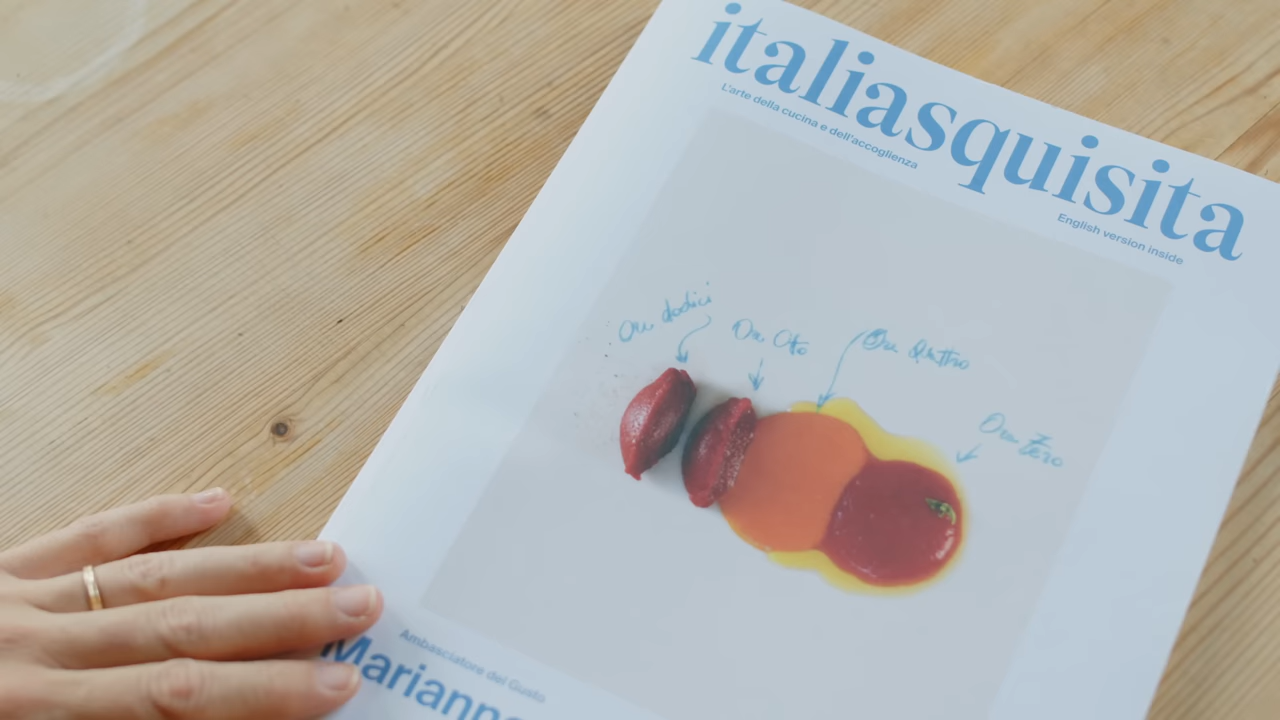 italiasquisita
L'arte della cucina e dell'accoglienza
English version inside
Ora dodici
Ora Otto
Ora Quattro
Ora Zero
Ambasciatore del Gusto
Mariann